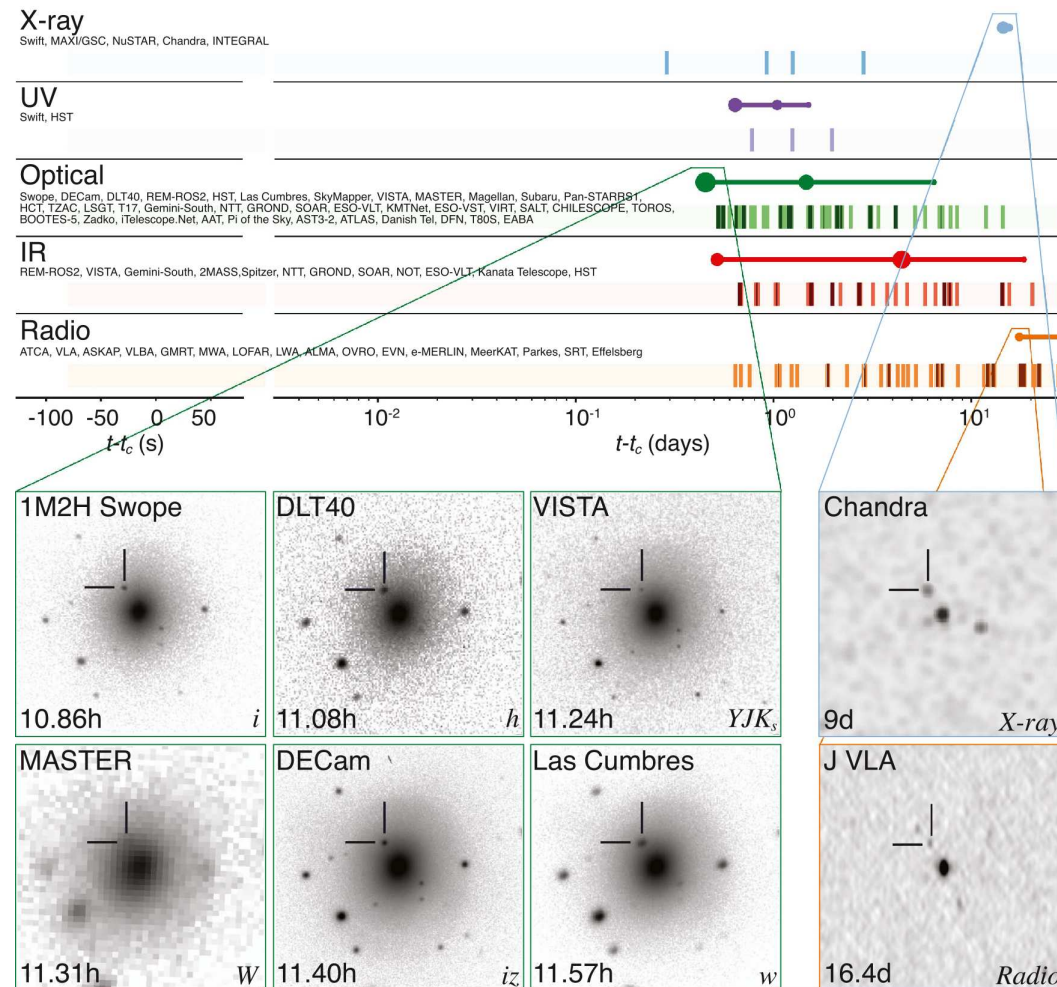 X-ray
Swift, MAXI/GSC, NuSTAR, Chandra, INTEGRAL
UV
Swift, HST
Optical
Swope, DECam, DLT40, REM-ROS2, HST, Las Cumbres, SkyMapper, VISTA, MASTER, Magellan, Subaru, Pan-STARRS1,
HCT, TZAC, LSGT, T17, Gemini-South, NTT, GROND, SOAR, ESO-VLT, KMTNet, ESO-VST, VIRT, SALT, CHILESCOPE, TOROS,
BOOTES-5, Zadko, iTelescope.Net, AAT, Pi of the Sky, AST3-2, ATLAS, Danish Tel, DFN, T80S, EABA
IR
REM-ROS2, VISTA, Gemini-South, 2MASS,Spitzer, NTT, GROND, SOAR, NOT, ESO-VLT, Kanata Telescope, HST
Radio
ATCA, VLA, ASKAP, VLBA, GMRT, MWA, LOFAR, LWA, ALMA, OVRO, EVN, e-MERLIN, MeerKAT, Parkes, SRT, Effelsberg
-100 -50 0 50 10⁻² 10⁻¹ 10⁰ 10¹
t-t_c (s) t-t_c (days)
1M2H Swope DLT40 VISTA Chandra
10.86h i 11.08h h 11.24h YJK_s 9d X-ray
MASTER DECam Las Cumbres J VLA
11.31h W 11.40h iz 11.57h w 16.4d Radio